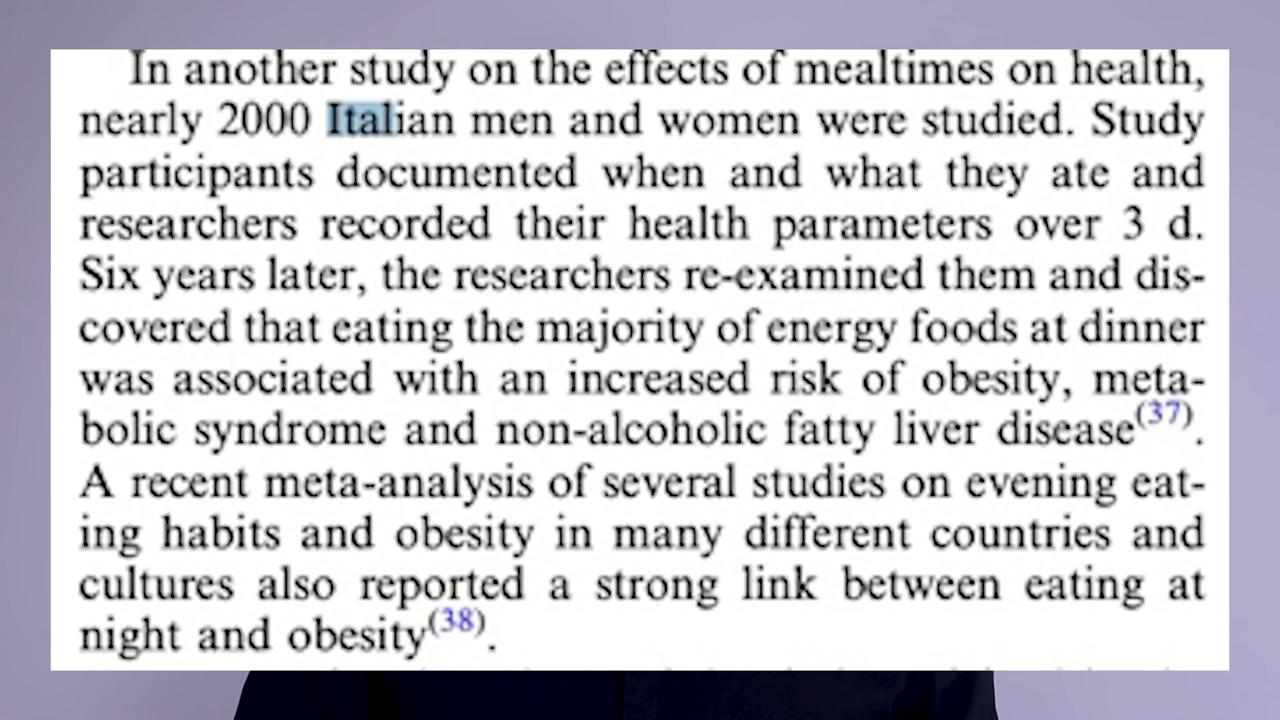 In another study on the effects of mealtimes on health,
nearly 2000 Italian men and women were studied. Study
participants documented when and what they ate and
researchers recorded their health parameters over 3 d.
Six years later, the researchers re-examined them and dis-
covered that eating the majority of energy foods at dinner
was associated with an increased risk of obesity, meta-
bolic syndrome and non-alcoholic fatty liver disease(37).
A recent meta-analysis of several studies on evening eat-
ing habits and obesity in many different countries and
cultures also reported a strong link between eating at
night and obesity(38).